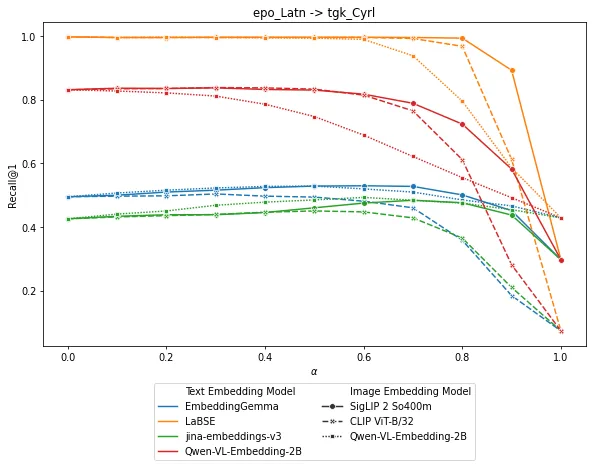 epo_Latn -> tgk_Cyrl
Recall@1
1.0
0.8
0.6
0.4
0.2
0.0 0.2 0.4 0.6 0.8 1.0
α
Text Embedding Model Image Embedding Model
EmbeddingGemma SigLIP 2 So400m
LaBSE CLIP ViT-B/32
jina-embeddings-v3 Qwen-VL-Embedding-2B
Qwen-VL-Embedding-2B